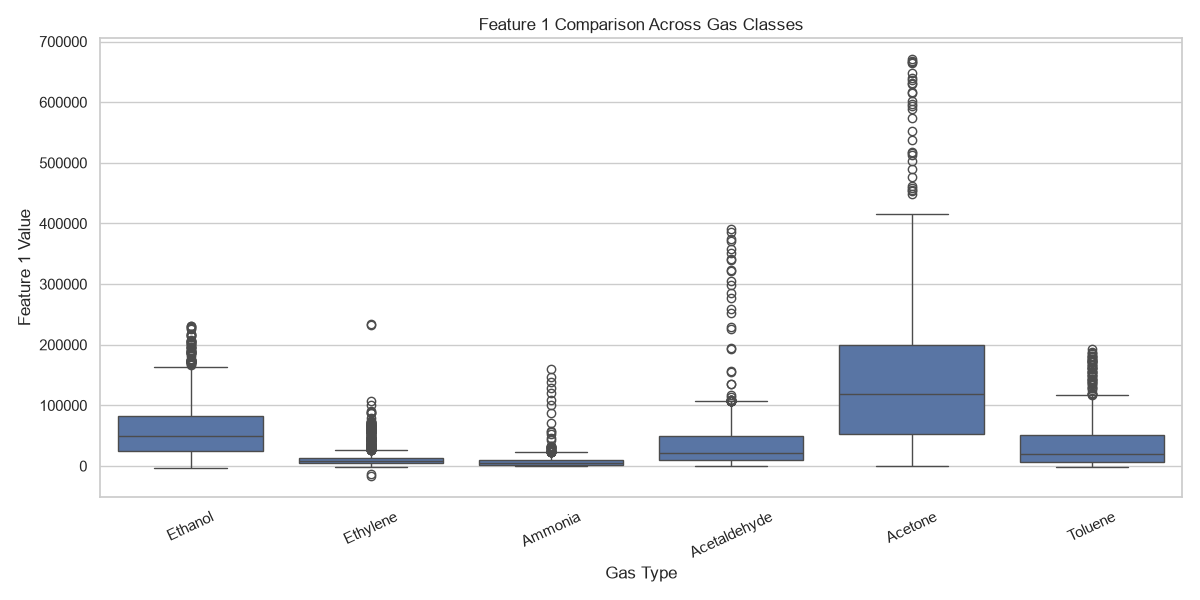 Feature 1 Comparison Across Gas Classes
700000
600000
500000
400000
300000
200000
100000
0
Feature 1 Value
Ethanol
Ethylene
Ammonia
Acetaldehyde
Acetone
Toluene
Gas Type